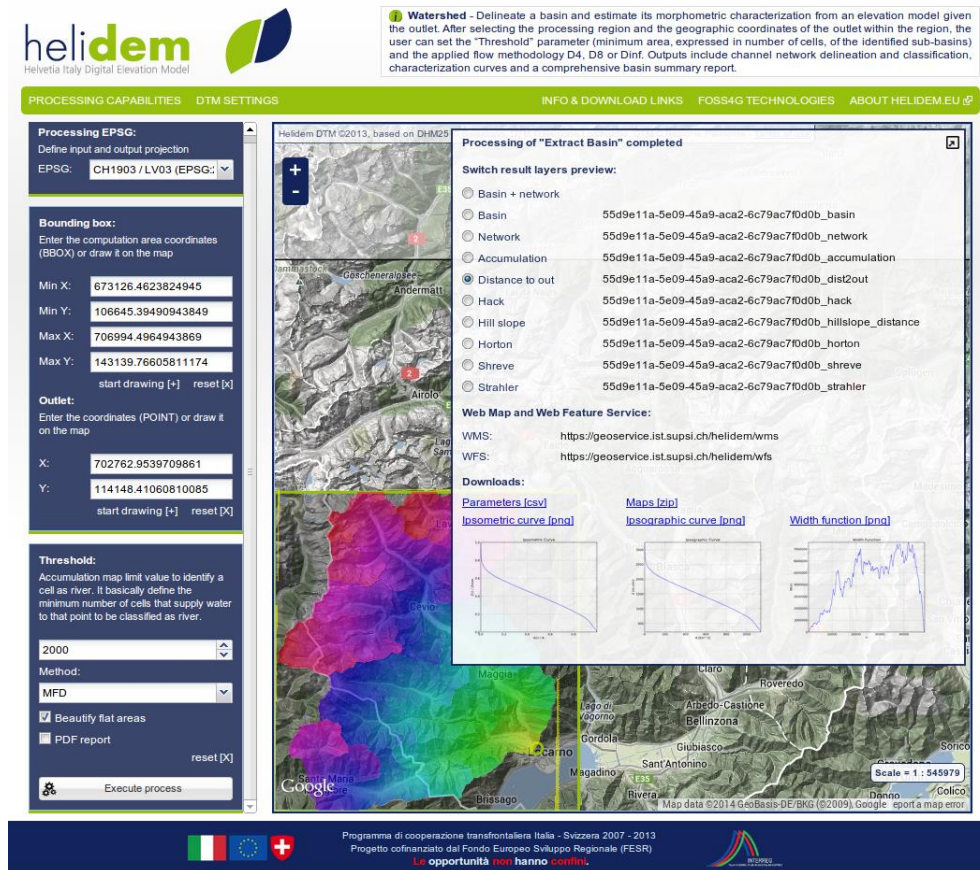 helidem
Helvetia Italy Digital Elevation Model
Watershed - Delineate a basin and estimate its morphometric characterization from an elevation model given
the outlet. After selecting the processing region and the geographic coordinates of the outlet within the region, the
user can set the "Threshold" parameter (minimum area, expressed in number of cells, of the identified sub-basins
and the applied flow methodology D4, D8 or Dinf. Outputs include channel network delineation and classification,
characterization curves and a comprehensive basin summary report.
PROCESSING CAPABILITIES DTM SETTINGS INFO & DOWNLOAD LINKS FOSS4G TECHNOLOGIES ABOUT HELIDEM.EU
Processing EPSG:
Define input and output projection
EPSG: CH1903 / LV03 (EPSG:
Bounding box:
Enter the computation area coordinates
(BBOX) or draw it on the map
Min X: 673126.4623824945
Min Y: 106645.39490943849
Max X: 706994.4964943869
Max Y: 143139.76605811174
start drawing [+] reset [x]
Outlet:
Enter the coordinates (POINT) or draw it
on the map
X: 702762.9539709861
Y: 114148.41060810085
start drawing [+] reset [X]
Threshold:
Accumulation map limit value to identify a
cell as river. It basically define the
minimum number of cells that supply water
to that point to be classified as river.
2000
Method:
MFD
Beautify flat areas
PDF report
reset [X]
Execute process
Helidem DTM ©2013, based on DHM25
+
-
E35
2
Dammastock
Goscheneralpsee
Andermatt
2
Airolo
Cevio
Maggia
Google
Brissago
Processing of "Extract Basin" completed
Switch result layers preview:
Basin + network
Basin 55d9e11a-5e09-45a9-aca2-6c79ac7f0d0b_basin
Network 55d9e11a-5e09-45a9-aca2-6c79ac7f0d0b_network
Accumulation 55d9e11a-5e09-45a9-aca2-6c79ac7f0d0b_accumulation
Distance to out 55d9e11a-5e09-45a9-aca2-6c79ac7f0d0b_dist2out
Hack 55d9e11a-5e09-45a9-aca2-6c79ac7f0d0b_hack
Hill slope 55d9e11a-5e09-45a9-aca2-6c79ac7f0d0b_hillslope_distance
Horton 55d9e11a-5e09-45a9-aca2-6c79ac7f0d0b_horton
Shreve 55d9e11a-5e09-45a9-aca2-6c79ac7f0d0b_shreve
Strahler 55d9e11a-5e09-45a9-aca2-6c79ac7f0d0b_strahler
Web Map and Web Feature Service:
WMS: https://geoservice.ist.supsi.ch/helidem/wms
WFS: https://geoservice.ist.supsi.ch/helidem/wfs
Downloads:
Parameters [csv] Maps [zip]
Ipsometric curve [png] Ipsographic curve [png] Width function [png]
Claro
Roveredo
Lago di
Vogorno
Arbedo-Castione
Bellinzona
Gordola
Giubiasco
Magadino
Sant'Antonino
E35
Rivera
Sorico
Scale = 1 : 545979
Dongo
Colico
Map data ©2014 GeoBasis-DE/BKG (©2009), Google
eport a map error
Programma di cooperazione transfrontaliera Italia - Svizzera 2007 - 2013
Progetto cofinanziato dal Fondo Europeo Sviluppo Regionale (FESR)
Le opportunità non hanno confini.
INTERREG